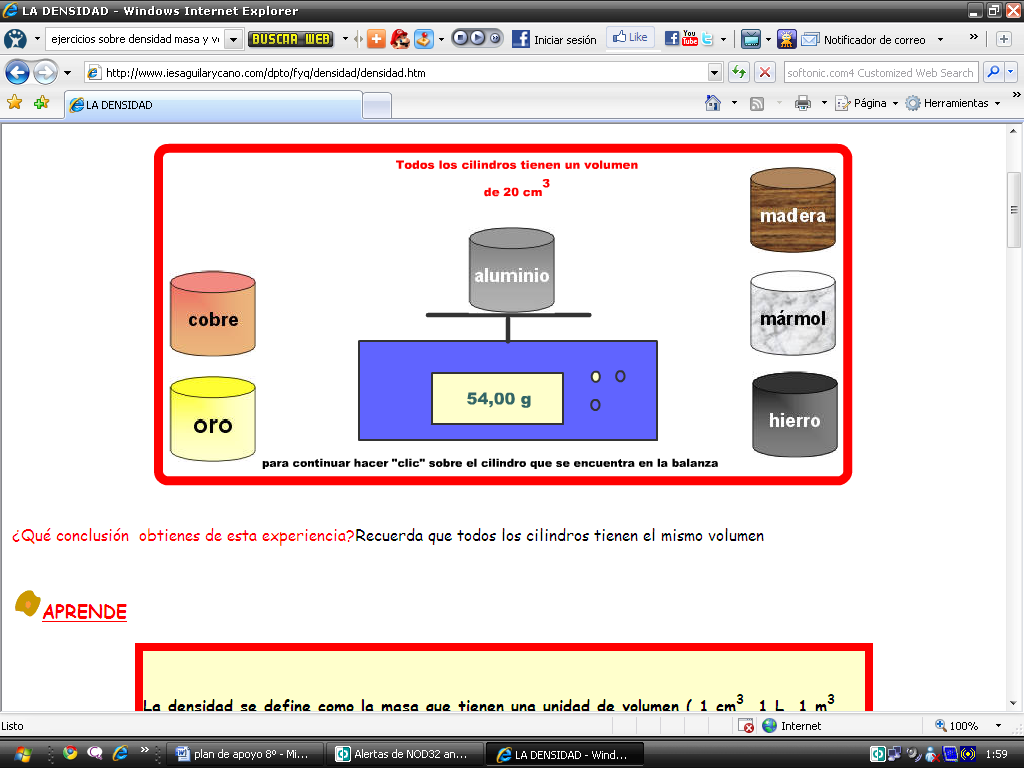 LA DENSIDAD - Windows Internet Explorer
ejercicios sobre densidad masa y v
BUSCAR WEB
Iniciar sesión
Like
You Tube
Notificador de correo
http://www.iesaguilarycano.com/dpto/fyq/densidad/densidad.htm
softonic.com4 Customized Web Search
LA DENSIDAD
Página
Herramientas
Todos los cilindros tienen un volumen
de 20 cm³
madera
aluminio
cobre
mármol
54,00 g
oro
hierro
para continuar hacer "clic" sobre el cilindro que se encuentra en la balanza
¿Qué conclusión obtienes de esta experiencia?Recuerda que todos los cilindros tienen el mismo volumen
APRENDE
La densidad se define como la masa que tienen una unidad de volumen ( 1 cm³ 1 L 1 m³
Listo
Internet
100%
plan de apoyo 8º - Mi...
Alertas de NOD32 an...
LA DENSIDAD - Wind...
1:59